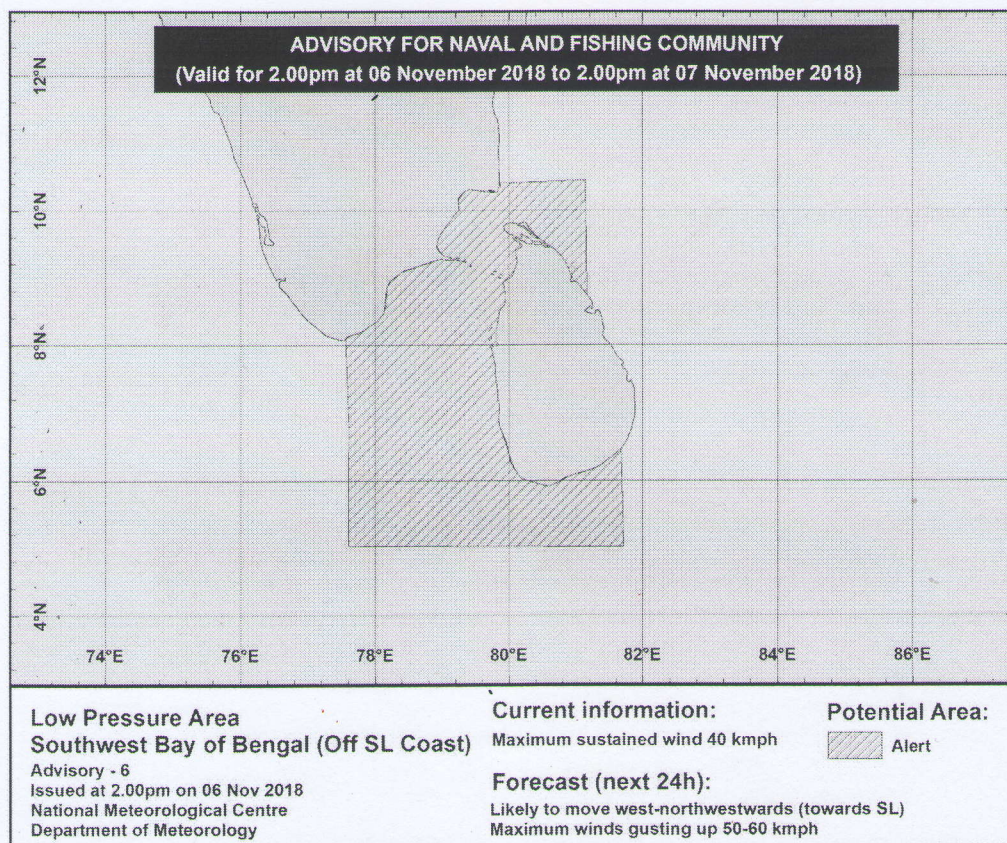 ADVISORY FOR NAVAL AND FISHING COMMUNITY
(Valid for 2.00pm at 06 November 2018 to 2.00pm at 07 November 2018)
12°N
10°N
8°N
6°N
4°N
74°E 76°E 78°E 80°E 82°E 84°E 86°E
Low Pressure Area
Southwest Bay of Bengal (Off SL Coast)
Advisory - 6
Issued at 2.00pm on 06 Nov 2018
National Meteorological Centre
Department of Meteorology
Current information:
Maximum sustained wind 40 kmph
Forecast (next 24h):
Likely to move west-northwestwards (towards SL)
Maximum winds gusting up 50-60 kmph
Potential Area:
Alert